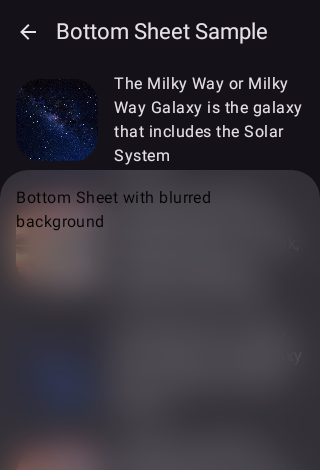 Bottom Sheet Sample
The Milky Way or Milky
Way Galaxy is the galaxy
that includes the Solar
System
Bottom Sheet with blurred
background